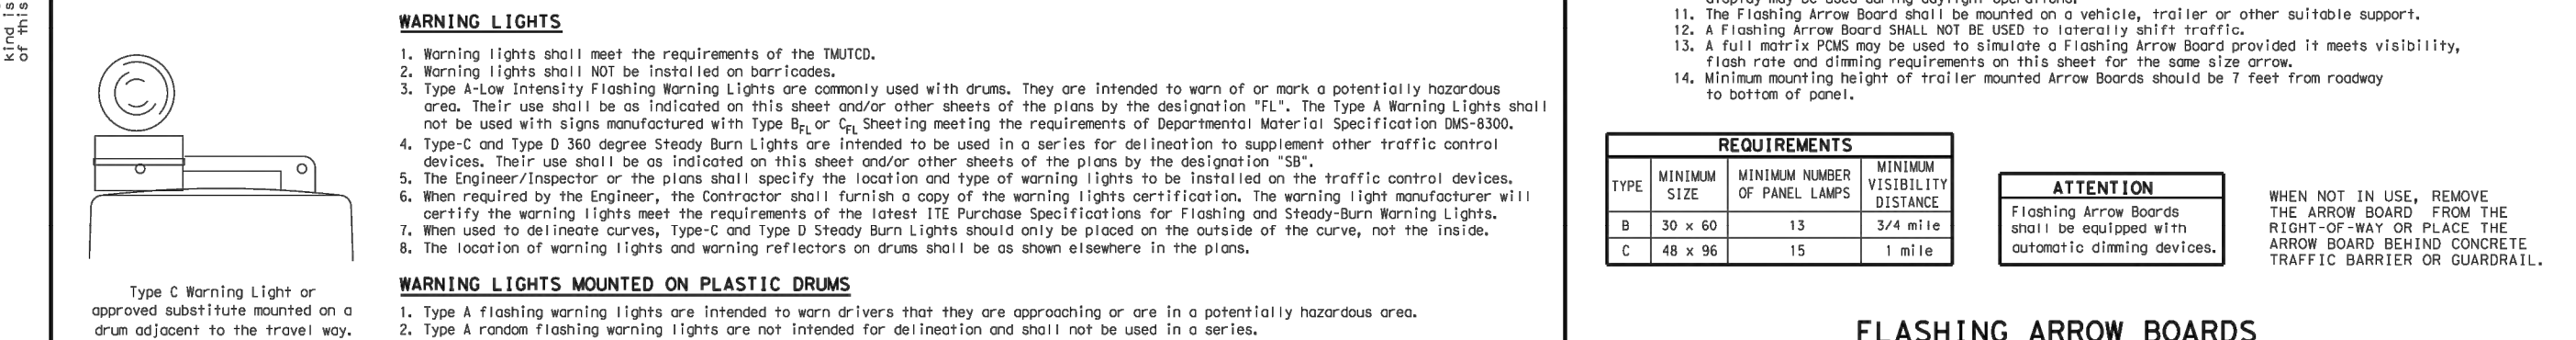 kind is
of this
WARNING LIGHTS
1. Warning lights shall meet the requirements of the TMUTCD.
2. Warning lights shall NOT be installed on barricades.
3. Type A-Low Intensity Flashing Warning Lights are commonly used with drums. They are intended to warn of or mark a potentially hazardous
area. Their use shall be as indicated on this sheet and/or other sheets of the plans by the designation "FL". The Type A Warning Lights shall
not be used with signs manufactured with Type BFL or CFL Sheeting meeting the requirements of Departmental Material Specification DMS-8300.
4. Type-C and Type D 360 degree Steady Burn Lights are intended to be used in a series for delineation to supplement other traffic control
devices. Their use shall be as indicated on this sheet and/or other sheets of the plans by the designation "SB".
5. The Engineer/Inspector or the plans shall specify the location and type of warning lights to be installed on the traffic control devices.
6. When required by the Engineer, the Contractor shall furnish a copy of the warning lights certification. The warning light manufacturer will
certify the warning lights meet the requirements of the latest ITE Purchase Specifications for Flashing and Steady-Burn Warning Lights.
7. When used to delineate curves, Type-C and Type D Steady Burn Lights should only be placed on the outside of the curve, not the inside.
8. The location of warning lights and warning reflectors on drums shall be as shown elsewhere in the plans.
WARNING LIGHTS MOUNTED ON PLASTIC DRUMS
1. Type A flashing warning lights are intended to warn drivers that they are approaching or are in a potentially hazardous area.
2. Type A random flashing warning lights are not intended for delineation and shall not be used in a series.
Type C Warning Light or
approved substitute mounted on a
drum adjacent to the travel way.
display may be used during daylight operations.
11. The Flashing Arrow Board shall be mounted on a vehicle, trailer or other suitable support.
12. A Flashing Arrow Board SHALL NOT BE USED to laterally shift traffic.
13. A full matrix PCMS may be used to simulate a Flashing Arrow Board provided it meets visibility,
flash rate and dimming requirements on this sheet for the same size arrow.
14. Minimum mounting height of trailer mounted Arrow Boards should be 7 feet from roadway
to bottom of panel.
REQUIREMENTS
TYPE MINIMUM SIZE MINIMUM NUMBER OF PANEL LAMPS MINIMUM VISIBILITY DISTANCE
B 30 x 60 13 3/4 mile
C 48 x 96 15 1 mile
ATTENTION
Flashing Arrow Boards
shall be equipped with
automatic dimming devices.
WHEN NOT IN USE, REMOVE
THE ARROW BOARD FROM THE
RIGHT-OF-WAY OR PLACE THE
ARROW BOARD BEHIND CONCRETE
TRAFFIC BARRIER OR GUARDRAIL.
FLASHING ARROW BOARDS